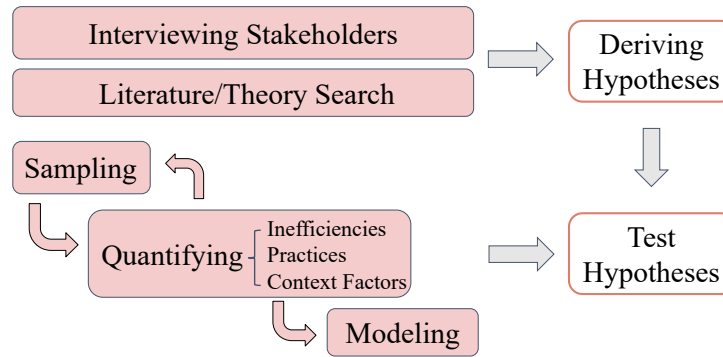 Interviewing Stakeholders
Literature/Theory Search
Deriving
Hypotheses
Sampling
Quantifying
Inefficiencies
Practices
Context Factors
Modeling
Test
Hypotheses